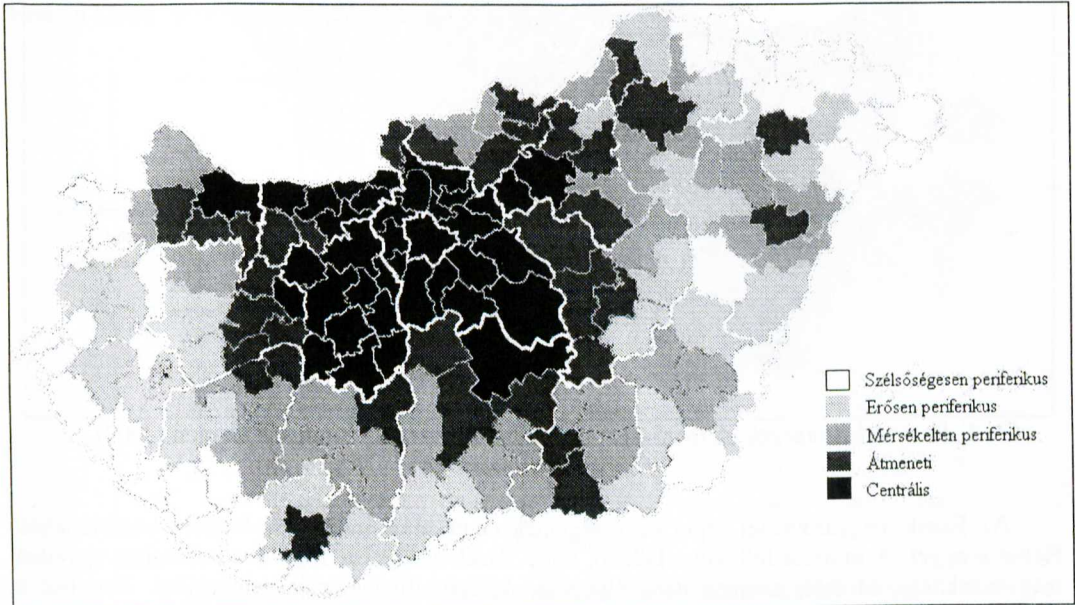 Szélsőségesen periferikus
Erősen periferikus
Mérsékelten periferikus
Átmeneti
Centrális